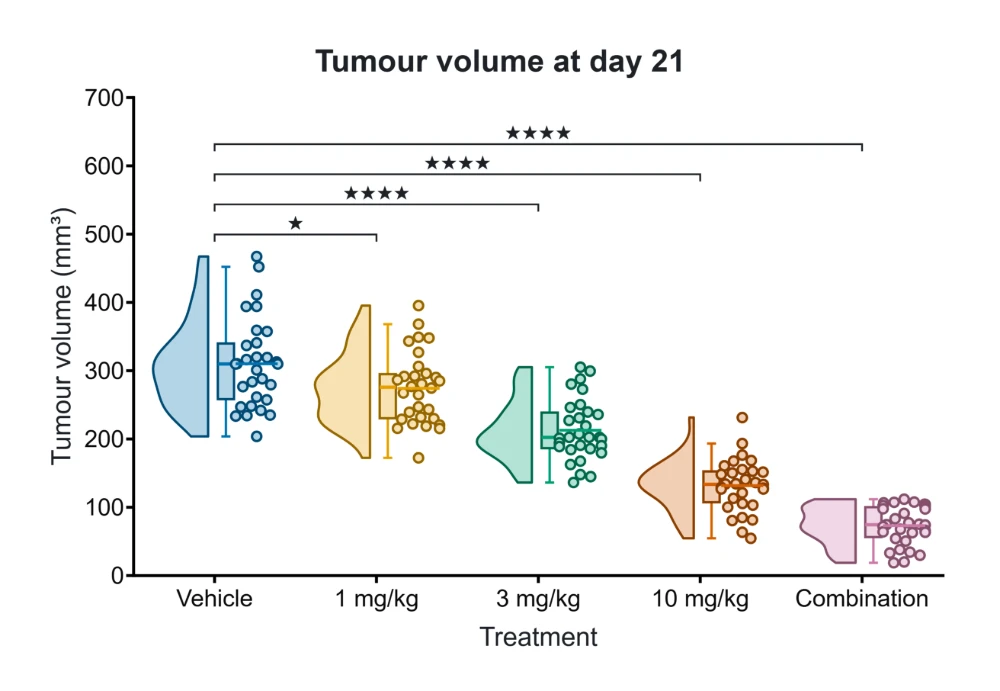 Tumour volume at day 21
Tumour volume (mm³)
700
600
500
400
300
200
100
0
★★★★
★★★★
★★★★
★
Vehicle
1 mg/kg
3 mg/kg
10 mg/kg
Combination
Treatment